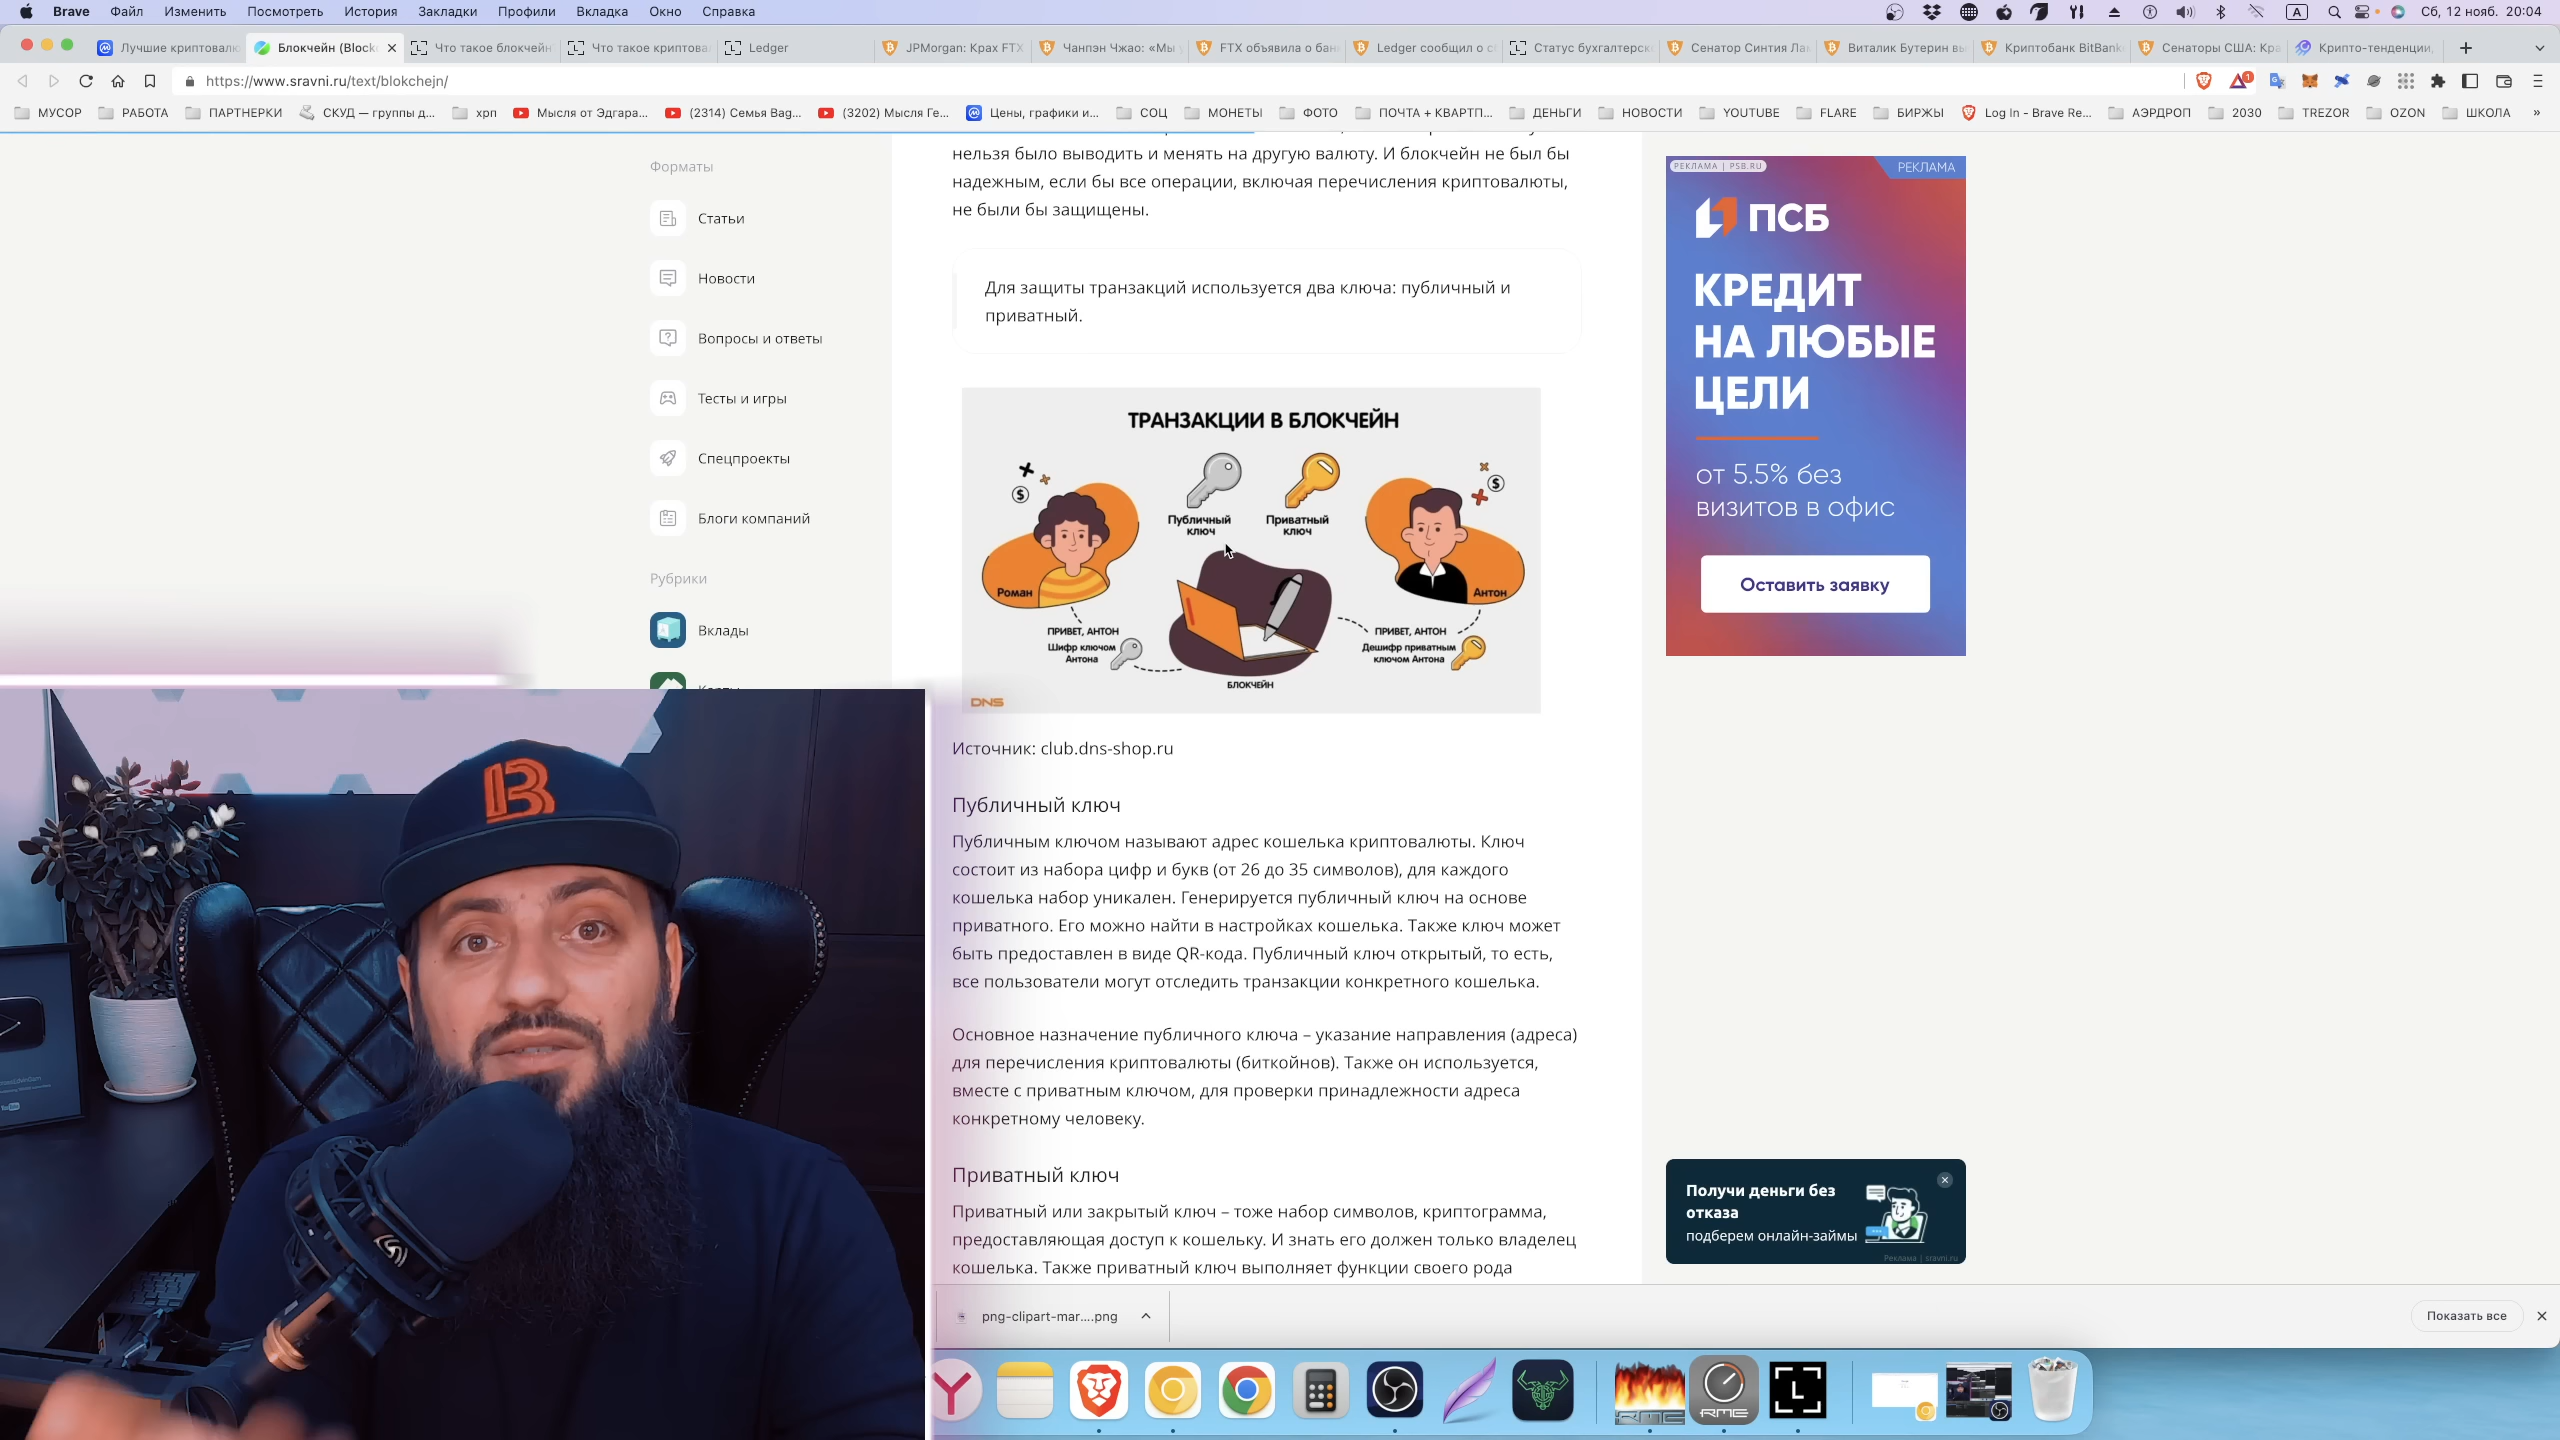 Brave Файл Изменить Посмотреть История Закладки Профили Вкладка Окно Справка
A Сб, 12 нояб. 20:04
Лучшие криптовал Блокчейн (Block Что такое блокчейн Что такое криптова Ledger JPMorgan: Крах FTX Чанпэн Чжао: «Мы FTX объявила о бан Ledger сообщил о с Статус бухгалтерск Сенатор Синтия Ла Виталик Бутерин вы Криптобанк BitBank Сенаторы США: Кра Крипто-тенденции,
https://www.sravni.ru/text/blokchejn/
МУСОР РАБОТА ПАРТНЕРКИ СКУД — группы д... хрп Мысля от Эдгара... (2314) Семья Bag... (3202) Мысля Ге... Цены, графики и... СОЦ МОНЕТЫ ФОТО ПОЧТА + КВАРТП... ДЕНЬГИ НОВОСТИ YOUTUBE FLARE БИРЖЫ Log In - Brave Re... АЭРДРОП 2030 TREZOR OZON ШКОЛА »
Форматы
Статьи
Новости
Вопросы и ответы
Тесты и игры
Спецпроекты
Блоги компаний
Рубрики
Вклады
нельзя было выводить и менять на другую валюту. И блокчейн не был бы
надежным, если бы все операции, включая перечисления криптовалюты,
не были бы защищены.
Для защиты транзакций используется два ключа: публичный и
приватный.
ТРАНЗАКЦИИ В БЛОКЧЕЙН
Публичный
ключ
Приватный
ключ
Роман
Антон
ПРИВЕТ, АНТОН
Шифр ключом
Антона
ПРИВЕТ, АНТОН
Дешифр приватным
ключом Антона
БЛОКЧЕЙН
DNS
Источник: club.dns-shop.ru
Публичный ключ
Публичным ключом называют адрес кошелька криптовалюты. Ключ
состоит из набора цифр и букв (от 26 до 35 символов), для каждого
кошелька набор уникален. Генерируется публичный ключ на основе
приватного. Его можно найти в настройках кошелька. Также ключ может
быть предоставлен в виде QR-кода. Публичный ключ открытый, то есть,
все пользователи могут отследить транзакции конкретного кошелька.
Основное назначение публичного ключа – указание направления (адреса)
для перечисления криптовалюты (биткойнов). Также он используется,
вместе с приватным ключом, для проверки принадлежности адреса
конкретному человеку.
Приватный ключ
Приватный или закрытый ключ – тоже набор символов, криптограмма,
предоставляющая доступ к кошельку. И знать его должен только владелец
кошелька. Также приватный ключ выполняет функции своего рода
РЕКЛАМА | PSB.RU
РЕКЛАМА
ПСБ
КРЕДИТ
НА ЛЮБЫЕ
ЦЕЛИ
от 5.5% без
визитов в офис
Оставить заявку
Получи деньги без
отказа
подберем онлайн-займы
Реклама | sravni.ru
png-clipart-mar....png
Показать все
RME
RME
L
B
YouTube